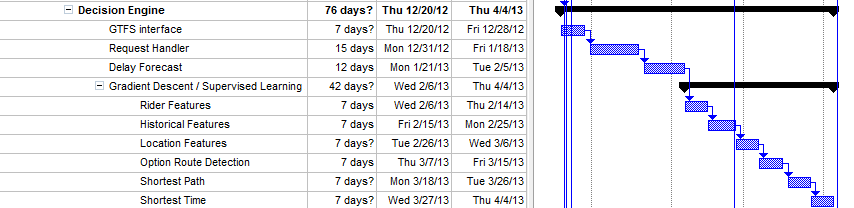 Decision Engine 76 days? Thu 12/20/12 Thu 4/4/13
GTFS interface 7 days? Thu 12/20/12 Fri 12/28/12
Request Handler 15 days Mon 12/31/12 Fri 1/18/13
Delay Forecast 12 days Mon 1/21/13 Tue 2/5/13
Gradient Descent / Supervised Learning 42 days? Wed 2/6/13 Thu 4/4/13
Rider Features 7 days Wed 2/6/13 Thu 2/14/13
Historical Features 7 days Fri 2/15/13 Mon 2/25/13
Location Features 7 days? Tue 2/26/13 Wed 3/6/13
Option Route Detection 7 days Thu 3/7/13 Fri 3/15/13
Shortest Path 7 days? Mon 3/18/13 Tue 3/26/13
Shortest Time 7 days? Wed 3/27/13 Thu 4/4/13